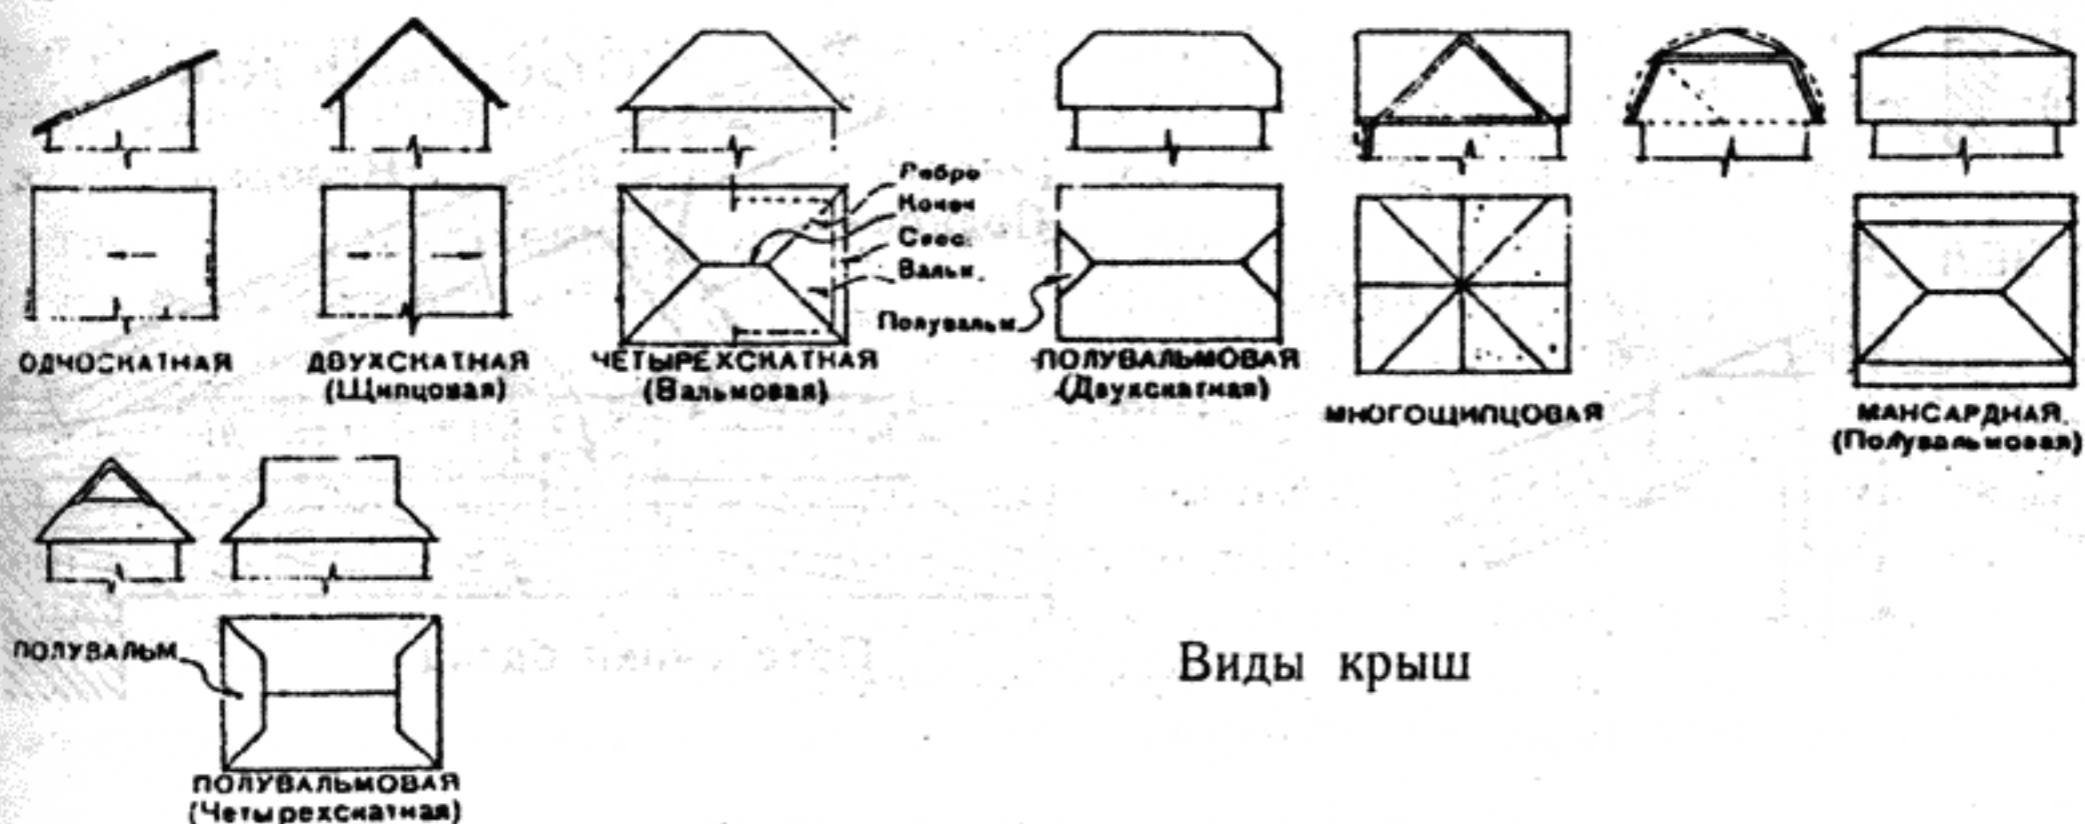 Ребро
Конек
Свес.
Вальм.
Полувальм
ОДНОСКАТНАЯ
ДВУХСКАТНАЯ
(Щипцовая)
ЧЕТЫРЕХСКАТНАЯ
(Вальмовая)
ПОЛУВАЛЬМОВАЯ
(Двухскатная)
МНОГОЩИПЦОВАЯ
МАНСАРДНАЯ.
(Полувальмовая)
ПОЛУВАЛЬМ
ПОЛУВАЛЬМОВАЯ
(Четырехскатная)
Виды крыш